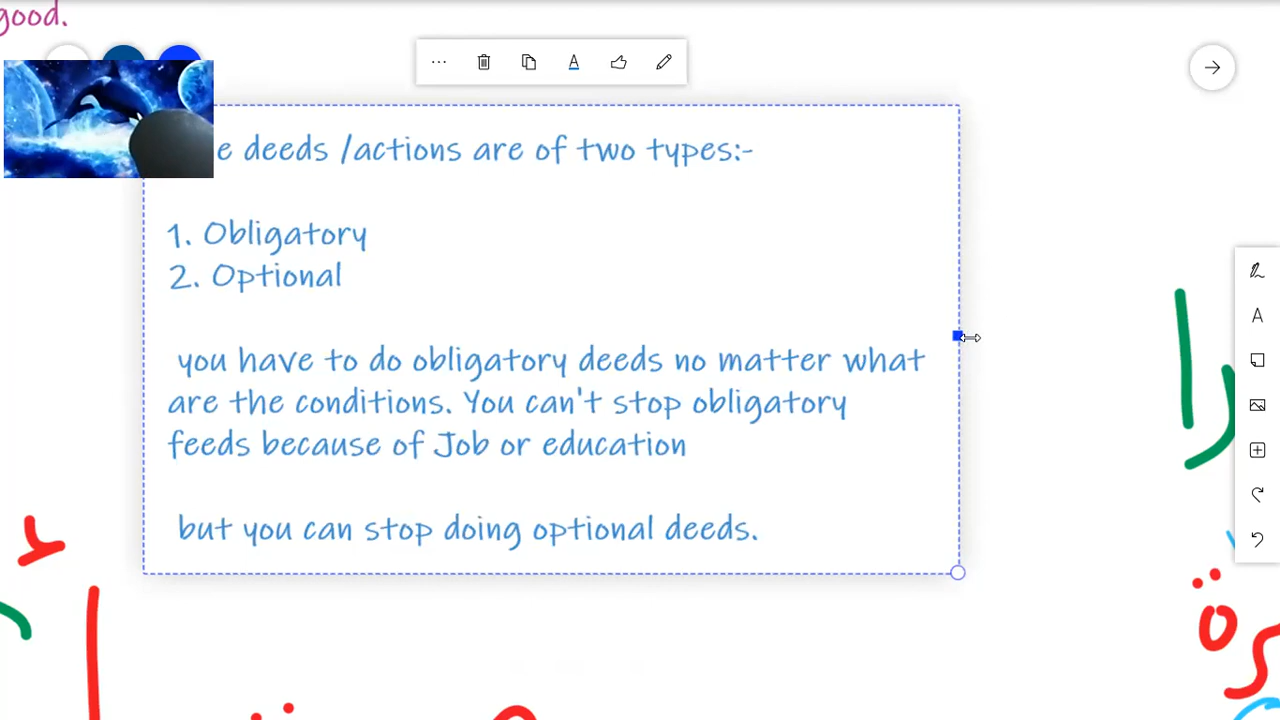 good.
e deeds /actions are of two types:-
1. Obligatory
2. Optional
you have to do obligatory deeds no matter what
are the conditions. You can't stop obligatory
feeds because of Job or education
but you can stop doing optional deeds.